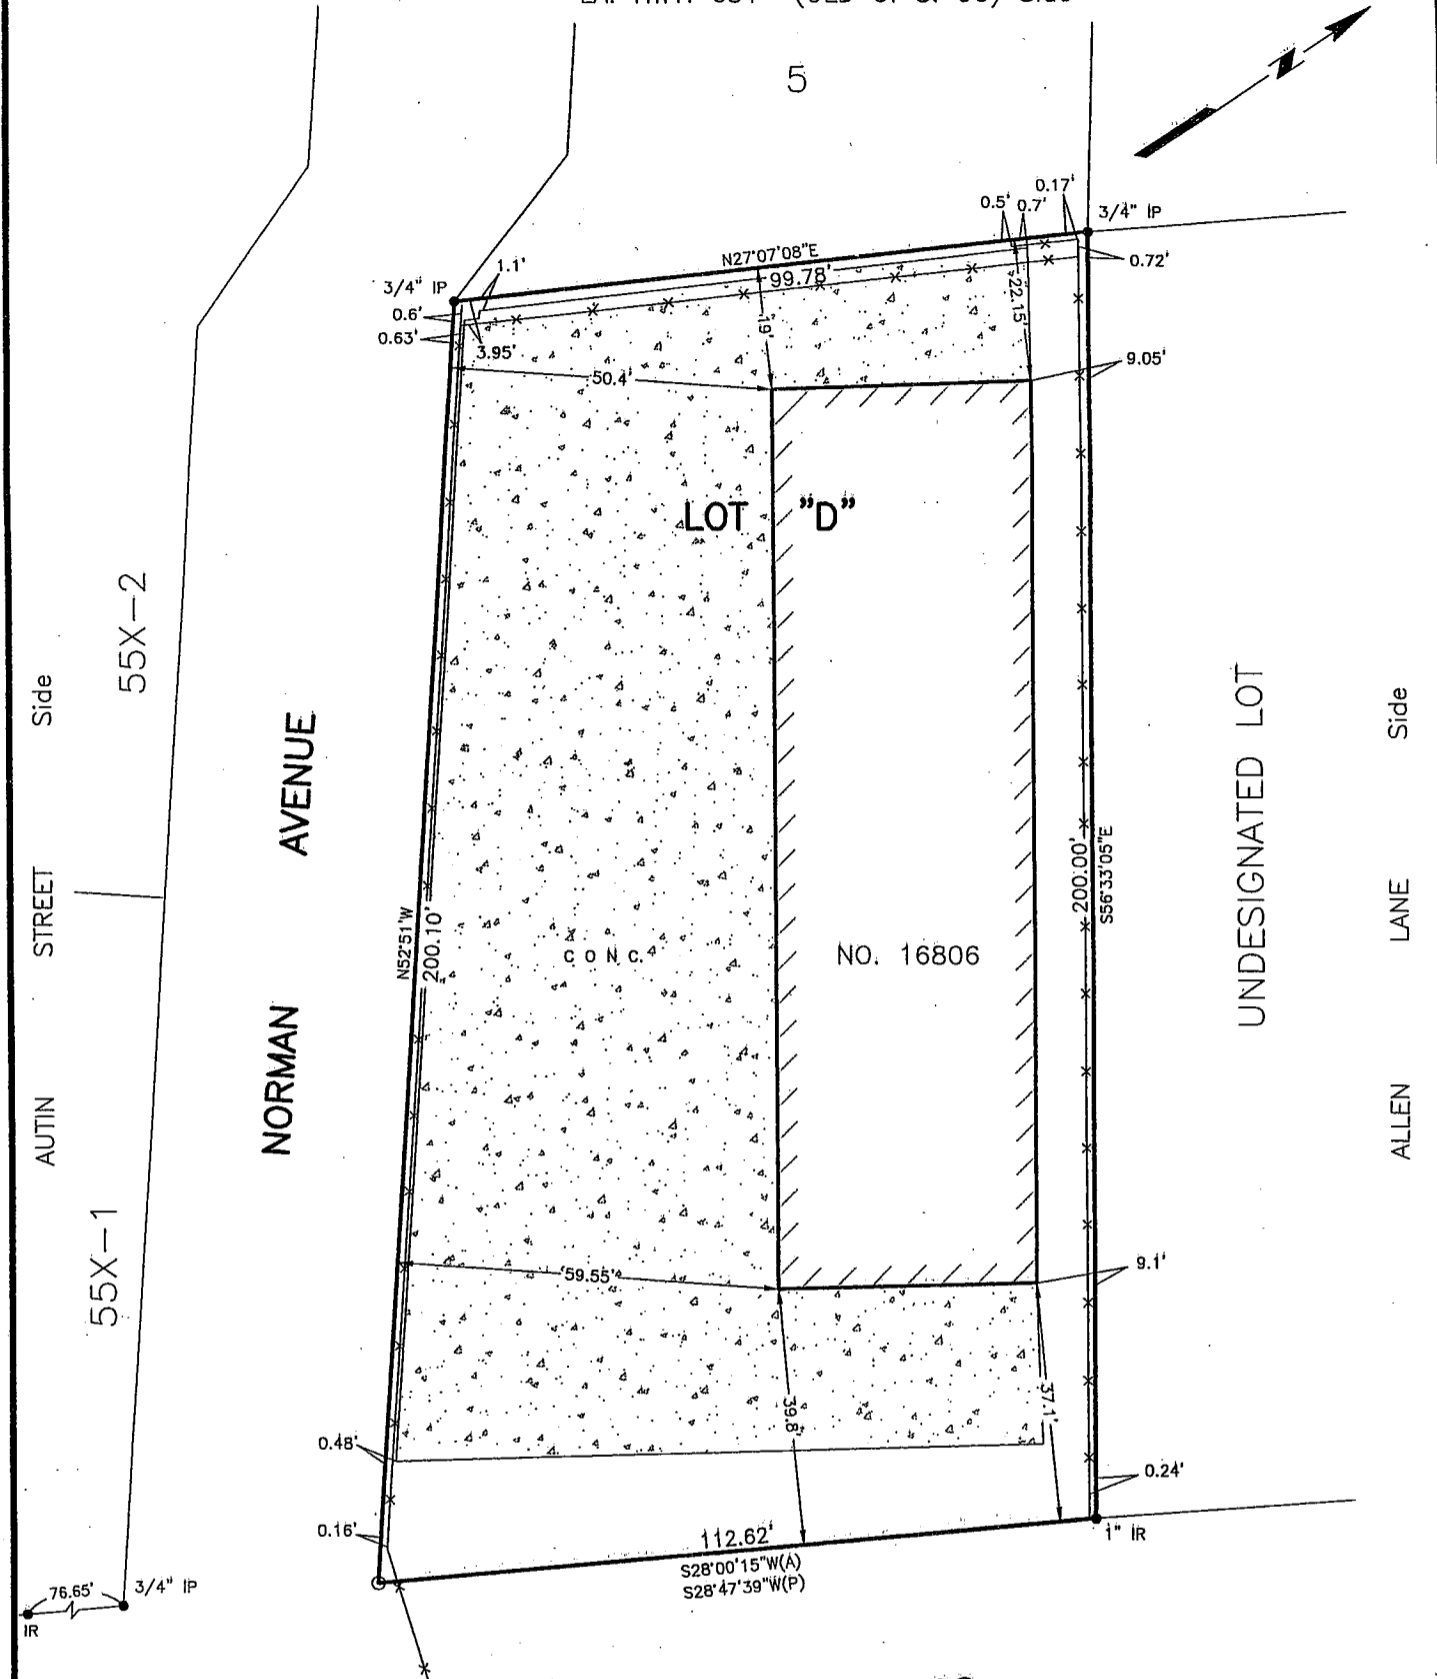 5
N
0.17'
0.5' 0.7'
3/4" IP
N27°07'08"E
99.78'
0.72'
1.1'
3/4" IP
0.6'
0.63'
3.95'
19'
22.15'
50.4'
9.05'
LOT "D"
Side
55X-2
AUTIN STREET
NORMAN AVENUE
N52°51'W
200.10'
CONC.
NO. 16806
200.00'
S56°33'05"E
UNDESIGNATED LOT
ALLEN LANE Side
55X-1
59.55'
9.1'
39.8'
37.1'
0.48'
0.24'
0.16'
112.62'
1" IR
S28°00'15"W(A)
S28°47'39"W(P)
76.65'
3/4" IP
IR